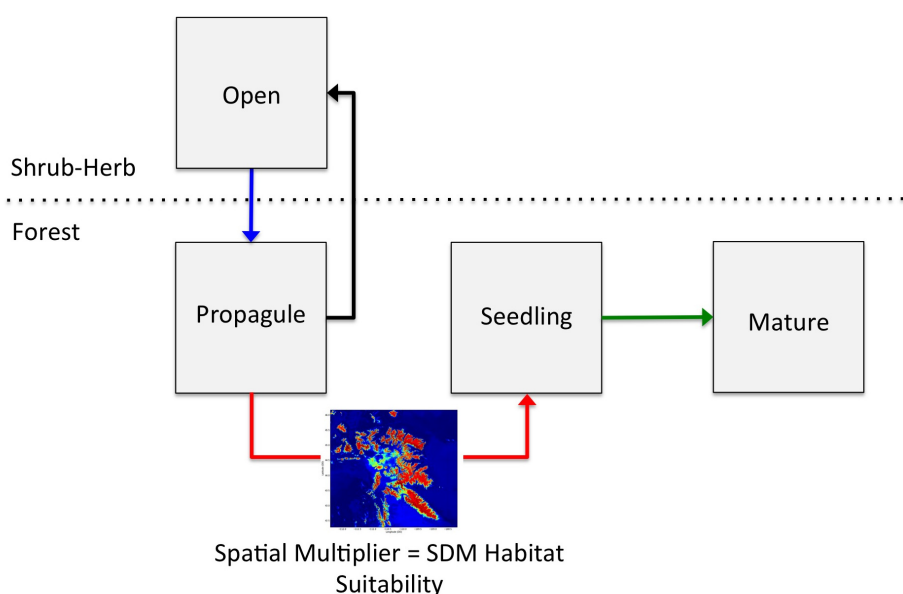 Open
Shrub-Herb
Forest
Propagule
Seedling
Mature
Spatial Multiplier = SDM Habitat
Suitability